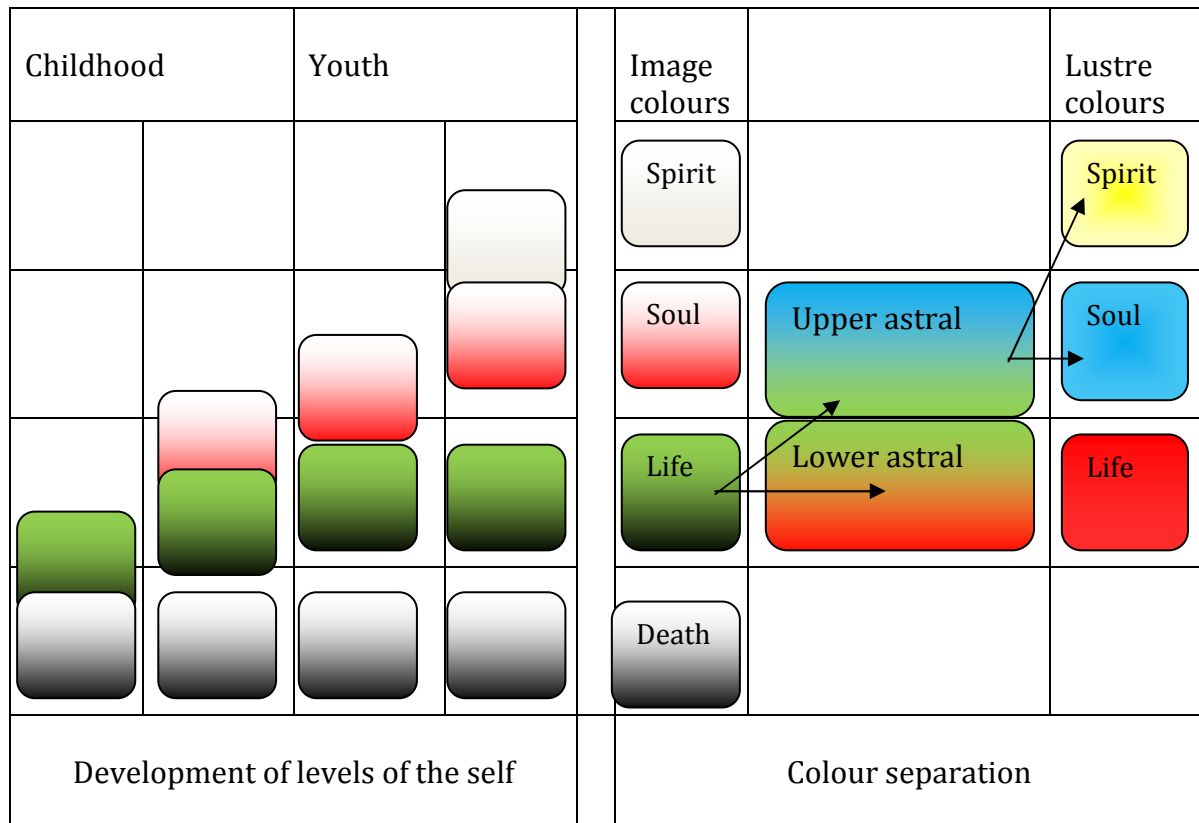 Childhood
Youth
Image
colours
Lustre
colours
Spirit
Spirit
Soul
Upper astral
Soul
Life
Lower astral
Life
Death
Development of levels of the self
Colour separation